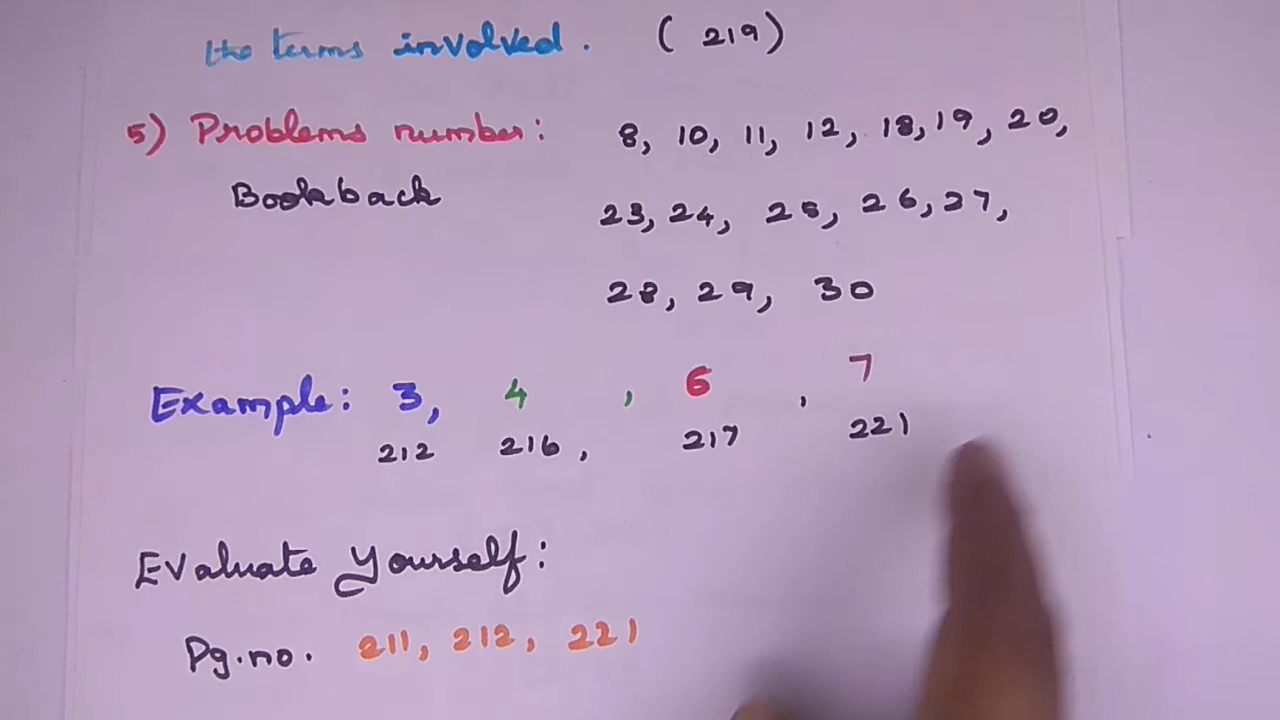 the terms involved. (219)
5) Problems number: 8, 10, 11, 12, 18, 19, 20,
Bookback 23, 24, 25, 26, 27,
28, 29, 30
Example: 3, 4 , 6 , 7
212 216, 217 221
Evaluate yourself:
Pg.no. 211, 212, 221